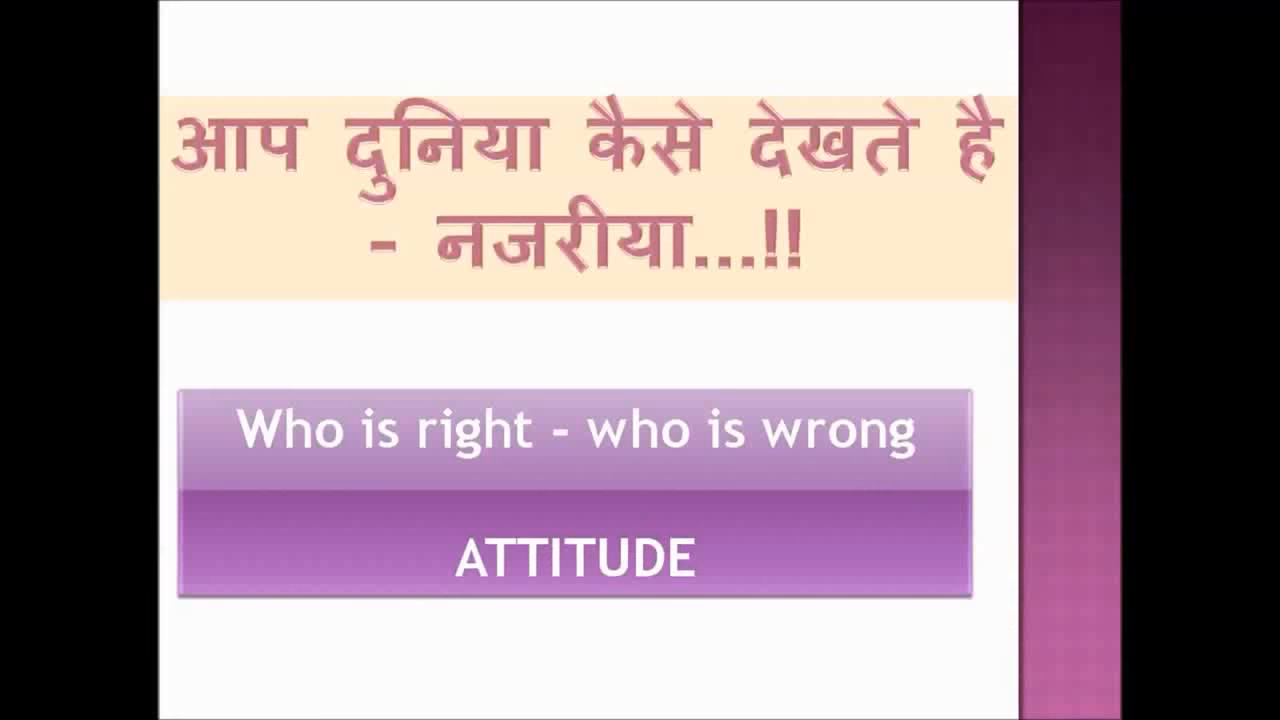 आप दुनिया कैसे देखते है
- नजरीया...!!
Who is right - who is wrong
ATTITUDE